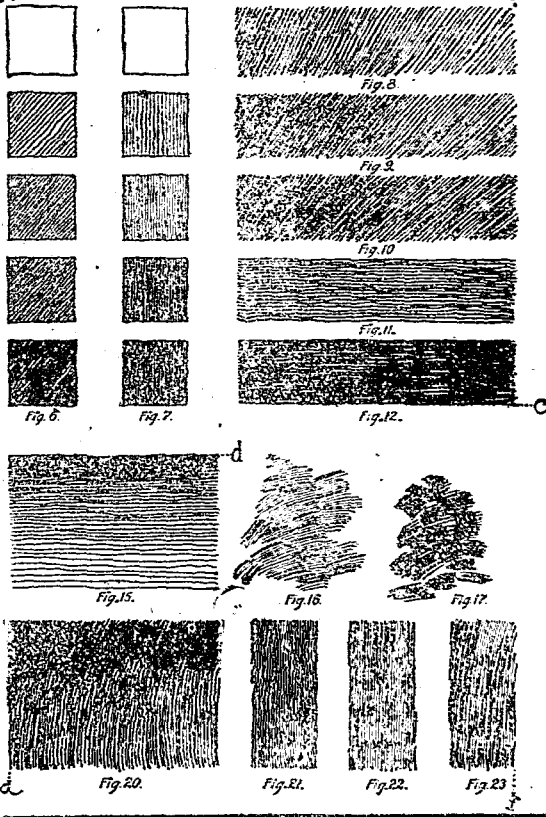 Fig. 8.
Fig. 9.
Fig. 10
Fig. 11.
Fig. 6. Fig. 7. Fig. 12. C
d
Fig. 15. Fig. 16. Fig. 17.
Fig. 20. Fig. 21. Fig. 22. Fig. 23
a f